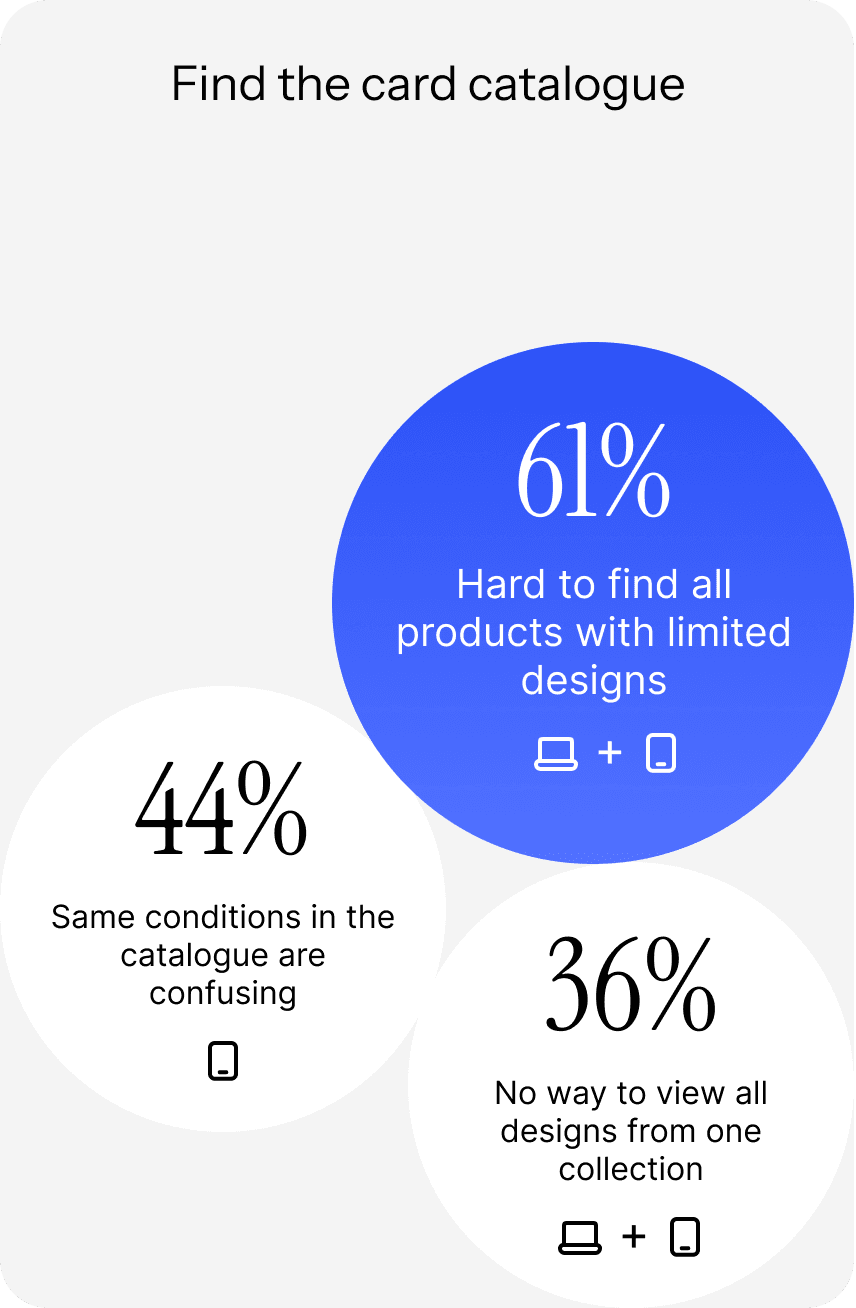 Find the card catalogue
61%
Hard to find all
products with limited
designs
+
44%
Same conditions in the
catalogue are
confusing
36%
No way to view all
designs from one
collection
+